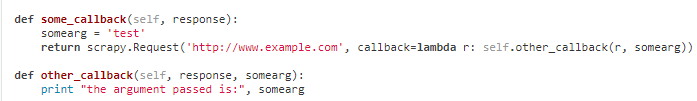 def some_callback(self, response):
    somearg = 'test'
    return scrapy.Request('http://www.example.com', callback=lambda r: self.other_callback(r, somearg))
def other_callback(self, response, somearg):
    print "the argument passed is:", somearg